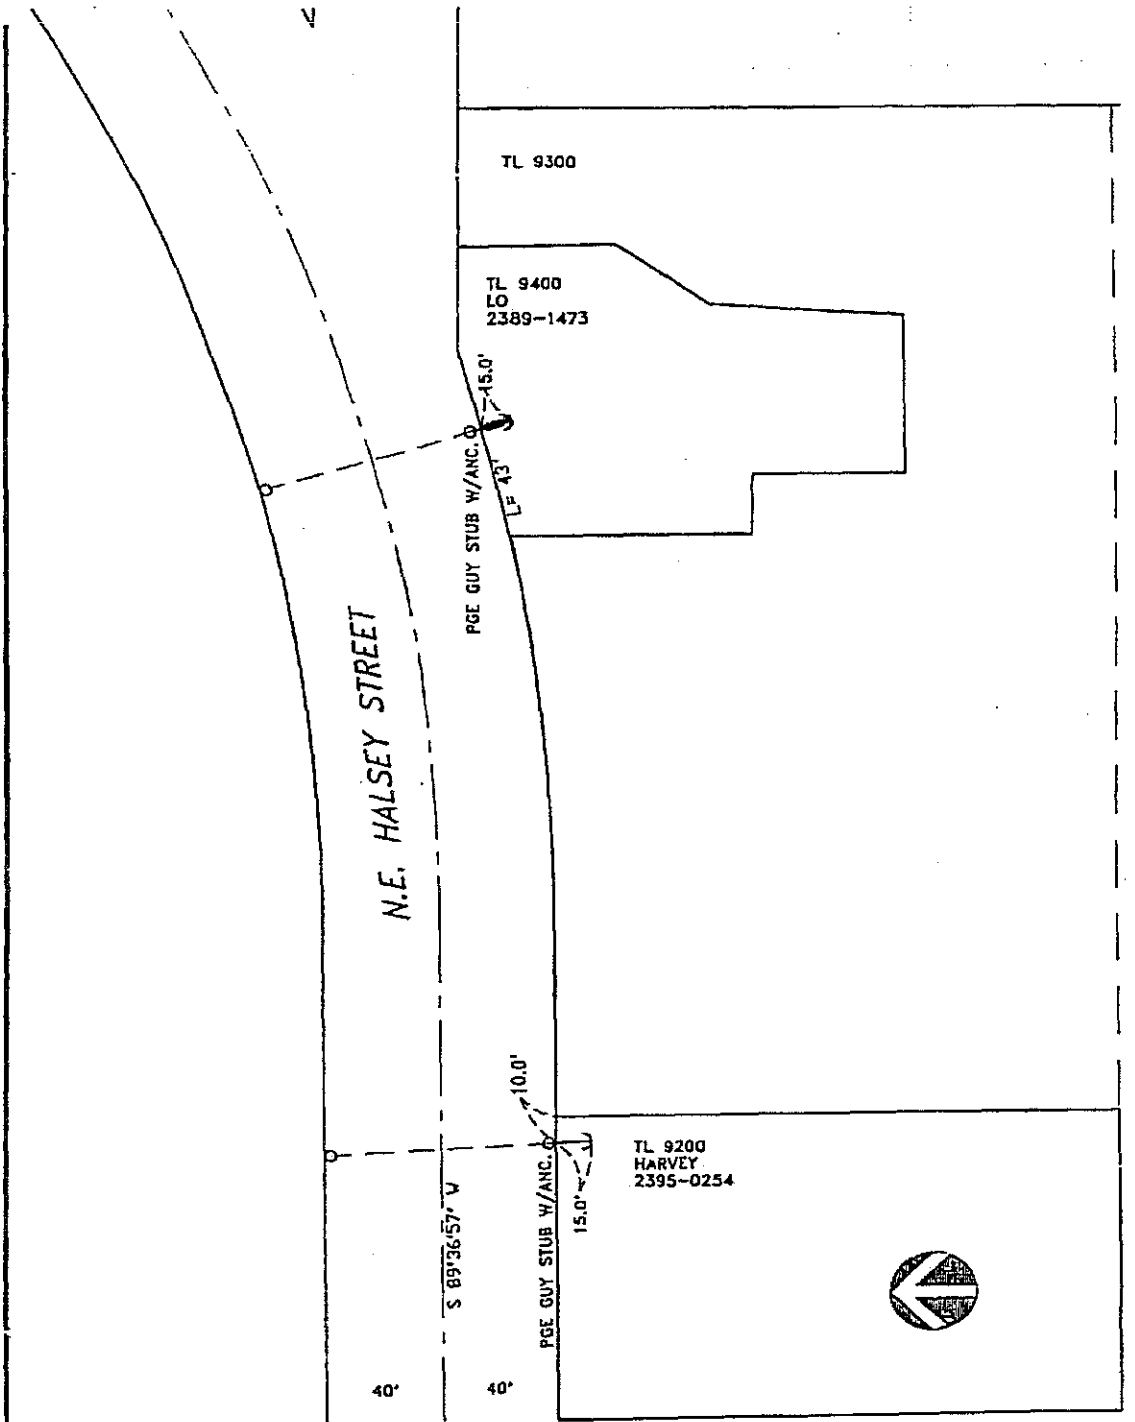 TL 9300
TL 9400
LO
2389-1473
15.0'
PGE GUY STUB W/ANC.
L= 43'
N.E. HALSEY STREET
10.0'
TL 9200
HARVEY
2395-0254
15.0'
PGE GUY STUB W/ANC.
S 89°36'57" W
40'
40'